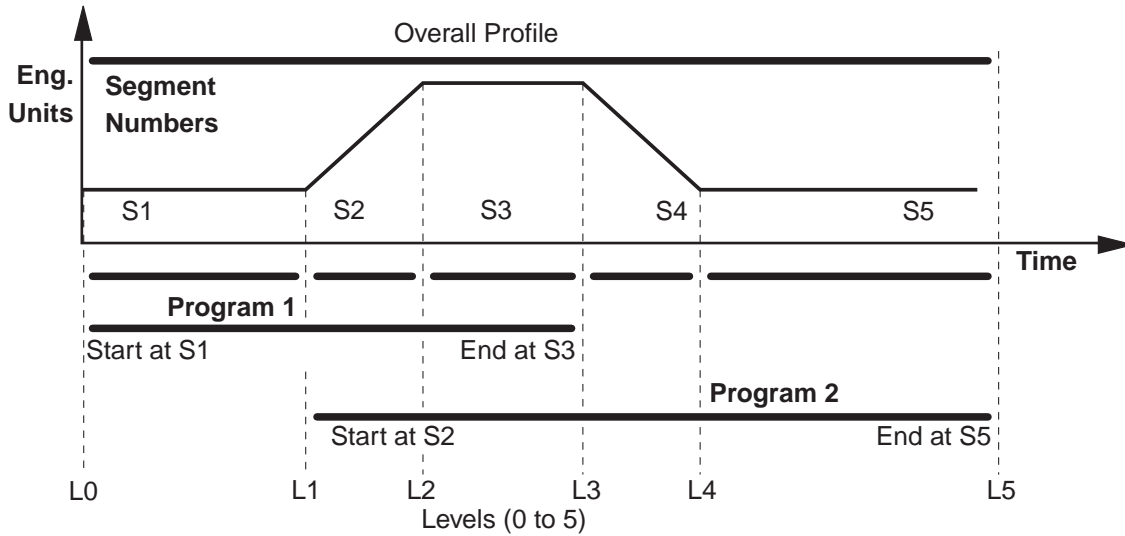 Overall Profile
Eng.
Units
Segment
Numbers
S1 S2 S3 S4 S5
Time
Program 1
Start at S1 End at S3
Program 2
Start at S2 End at S5
L0 L1 L2 L3 L4 L5
Levels (0 to 5)